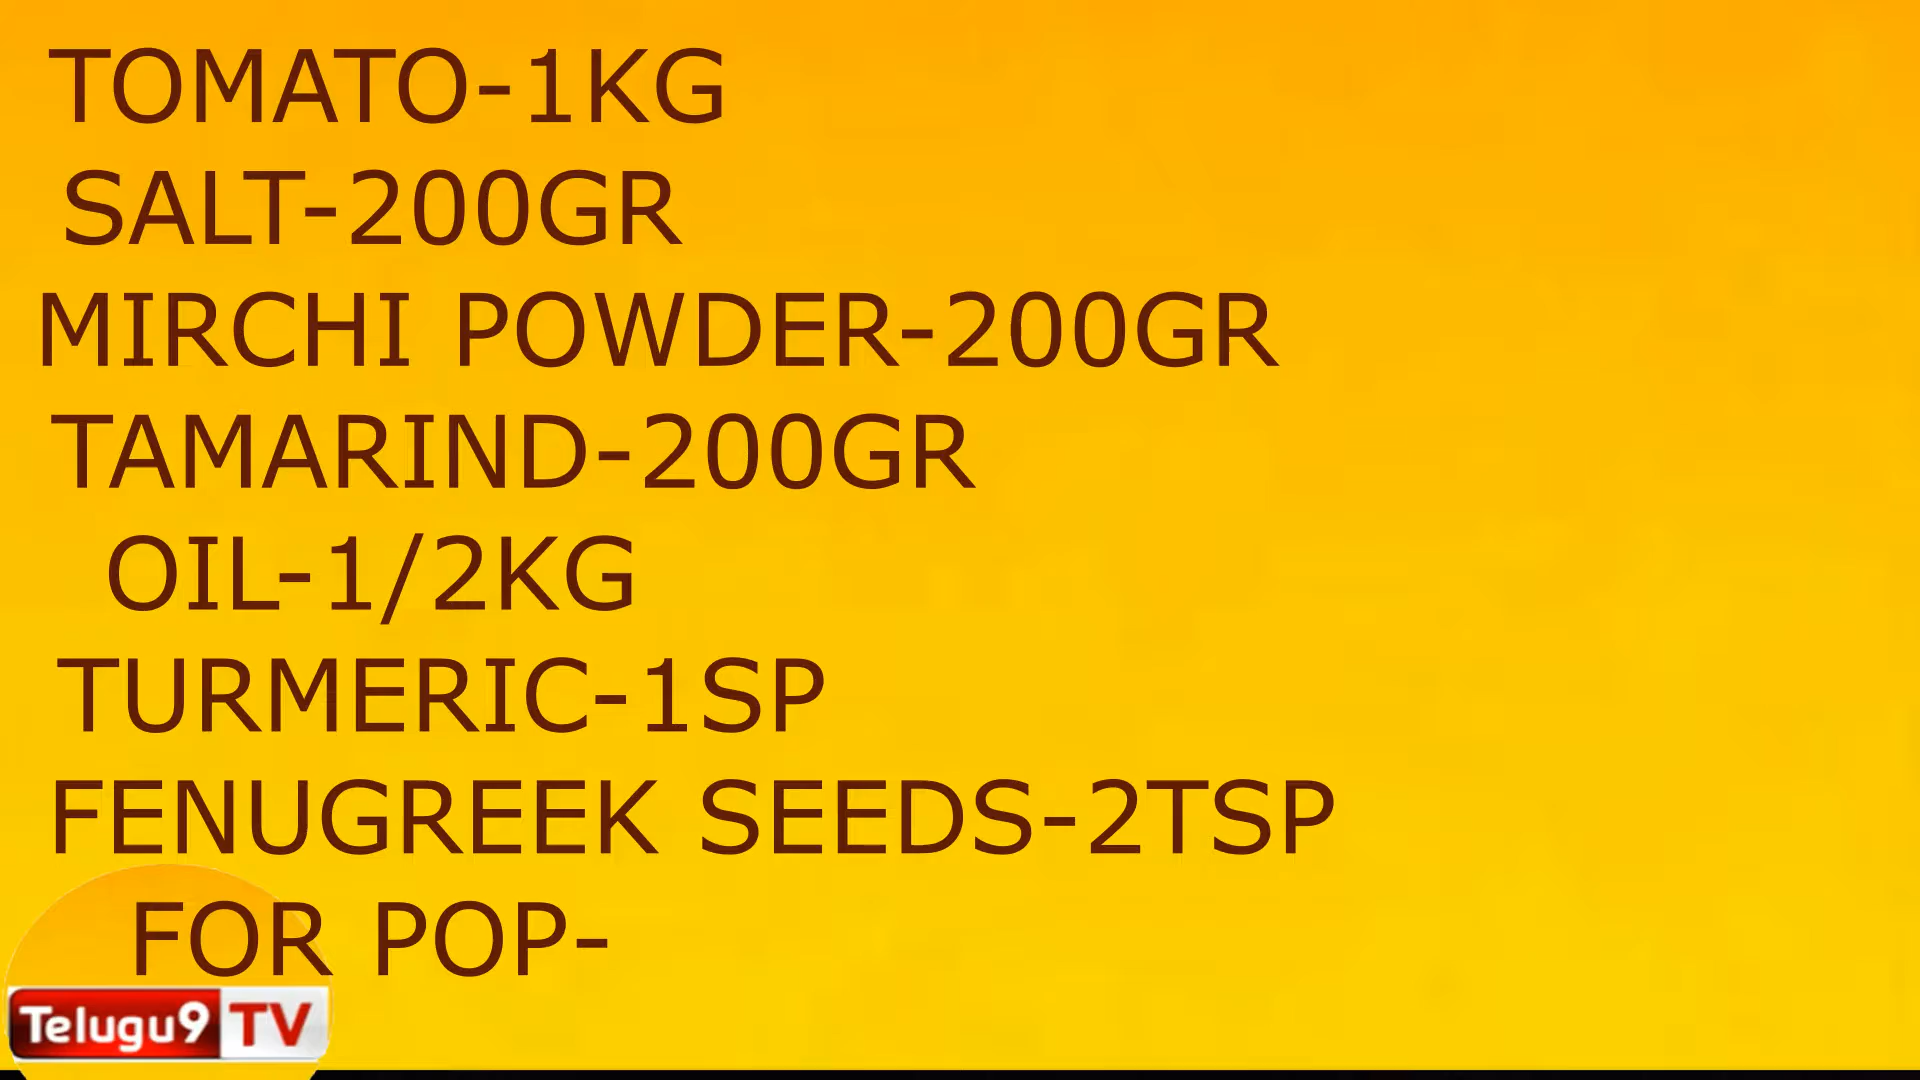 TOMATO-1KG
SALT-200GR
MIRCHI POWDER-200GR
TAMARIND-200GR
OIL-1/2KG
TURMERIC-1SP
FENUGREEK SEEDS-2TSP
FOR POP-
Telugu9 TV